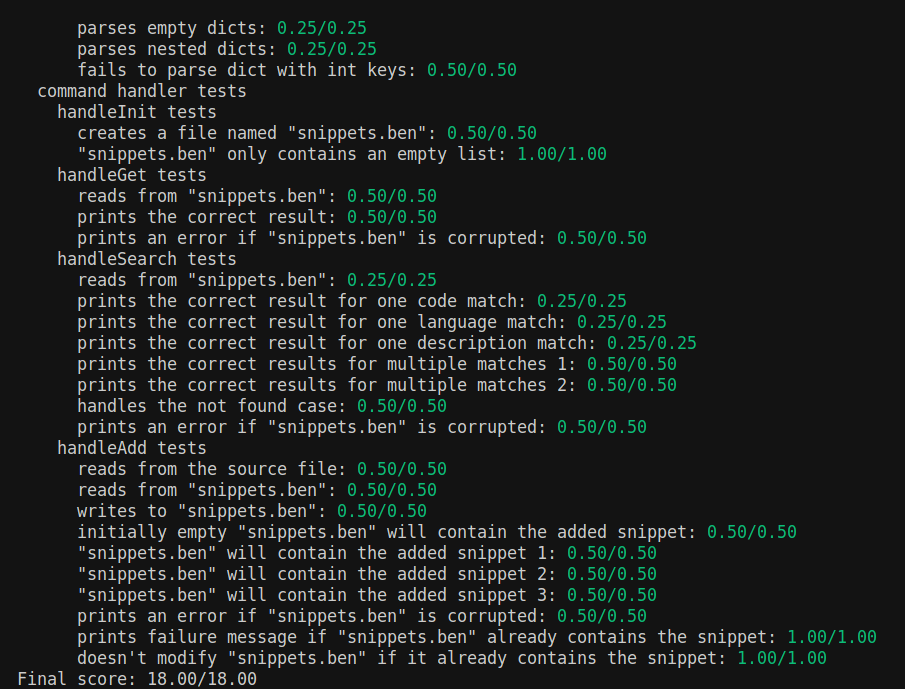 parses empty dicts: 0.25/0.25
parses nested dicts: 0.25/0.25
fails to parse dict with int keys: 0.50/0.50
command handler tests
handleInit tests
creates a file named "snippets.ben": 0.50/0.50
"snippets.ben" only contains an empty list: 1.00/1.00
handleGet tests
reads from "snippets.ben": 0.50/0.50
prints the correct result: 0.50/0.50
prints an error if "snippets.ben" is corrupted: 0.50/0.50
handleSearch tests
reads from "snippets.ben": 0.25/0.25
prints the correct result for one code match: 0.25/0.25
prints the correct result for one language match: 0.25/0.25
prints the correct result for one description match: 0.25/0.25
prints the correct results for multiple matches 1: 0.50/0.50
prints the correct results for multiple matches 2: 0.50/0.50
handles the not found case: 0.50/0.50
prints an error if "snippets.ben" is corrupted: 0.50/0.50
handleAdd tests
reads from the source file: 0.50/0.50
reads from "snippets.ben": 0.50/0.50
writes to "snippets.ben": 0.50/0.50
initially empty "snippets.ben" will contain the added snippet: 0.50/0.50
"snippets.ben" will contain the added snippet 1: 0.50/0.50
"snippets.ben" will contain the added snippet 2: 0.50/0.50
"snippets.ben" will contain the added snippet 3: 0.50/0.50
prints an error if "snippets.ben" is corrupted: 0.50/0.50
prints failure message if "snippets.ben" already contains the snippet: 1.00/1.00
doesn't modify "snippets.ben" if it already contains the snippet: 1.00/1.00
Final score: 18.00/18.00